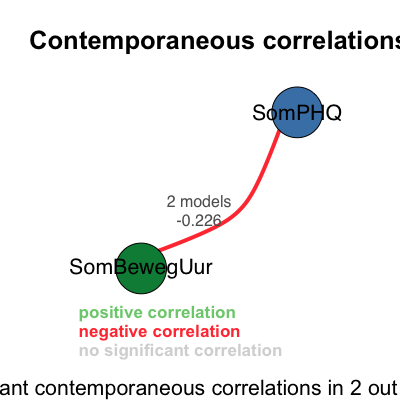 Contemporaneous correlations
SomPHQ
2 models
-0.226
SomBewegUur
positive correlation
negative correlation
no significant correlation
ant contemporaneous correlations in 2 out